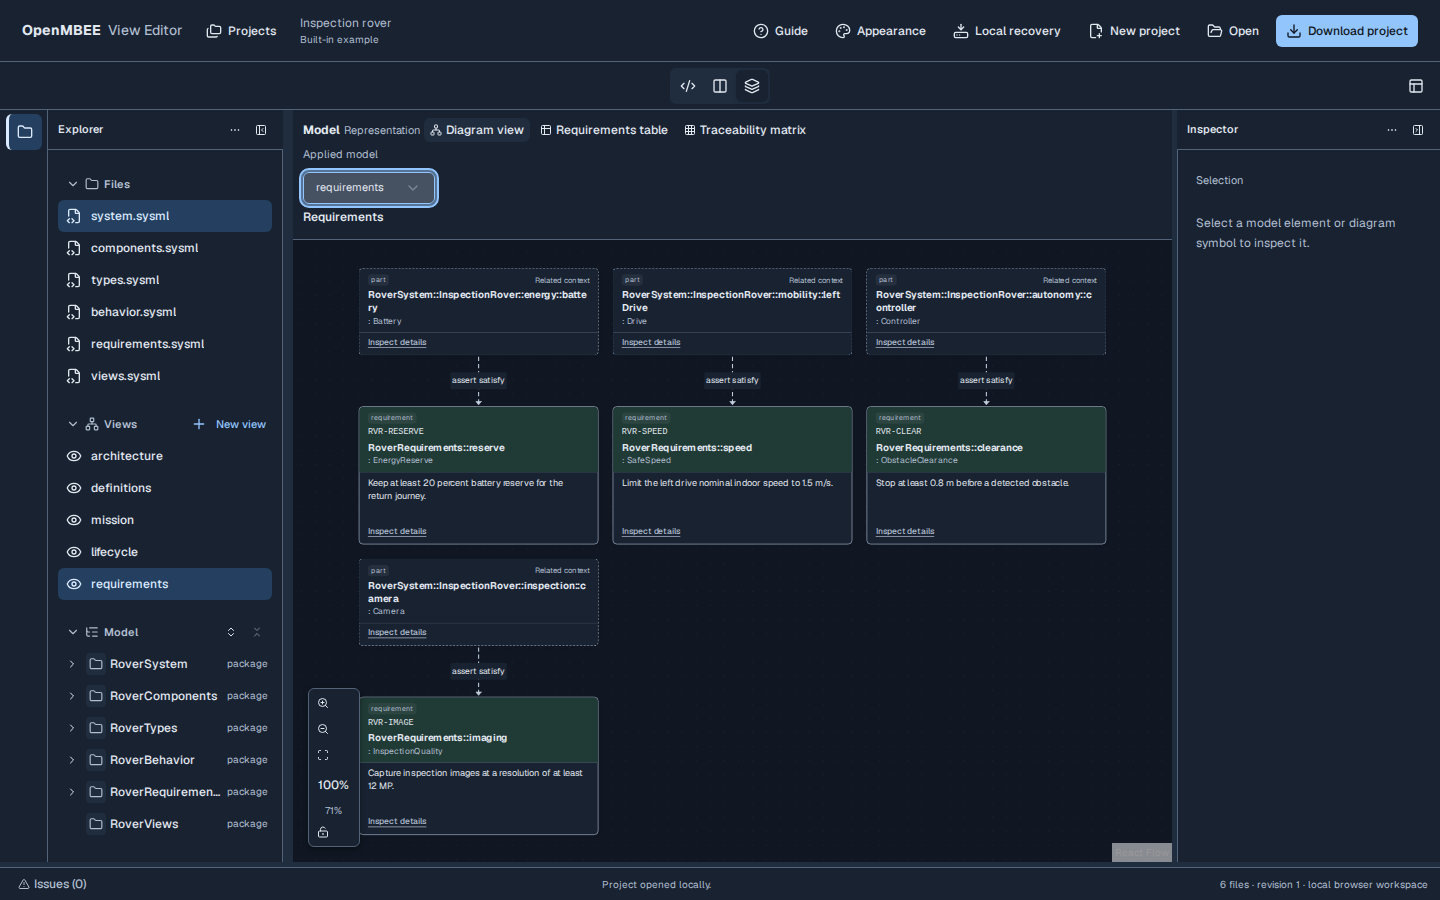 OpenMBEE View Editor
Projects
Inspection rover
Built-in example
Guide
Appearance
Local recovery
New project
Open
Download project
Explorer
Files
system.sysml
components.sysml
types.sysml
behavior.sysml
requirements.sysml
views.sysml
Views
New view
architecture
definitions
mission
lifecycle
requirements
Model
RoverSystem package
RoverComponents package
RoverTypes package
RoverBehavior package
RoverRequiremen... package
RoverViews package
Model Representation Diagram view Requirements table Traceability matrix
Applied model
requirements
Requirements
part Related context
RoverSystem::InspectionRover::energy::batte
ry
: Battery
Inspect details
part Related context
RoverSystem::InspectionRover::mobility::left
Drive
: Drive
Inspect details
part Related context
RoverSystem::InspectionRover::autonomy::c
ontroller
: Controller
Inspect details
assert satisfy
assert satisfy
assert satisfy
requirement
RVR-RESERVE
RoverRequirements::reserve
: EnergyReserve
Keep at least 20 percent battery reserve for the
return journey.
Inspect details
requirement
RVR-SPEED
RoverRequirements::speed
: SafeSpeed
Limit the left drive nominal indoor speed to 1.5 m/s.
Inspect details
requirement
RVR-CLEAR
RoverRequirements::clearance
: ObstacleClearance
Stop at least 0.8 m before a detected obstacle.
Inspect details
part Related context
RoverSystem::InspectionRover::inspection::c
amera
: Camera
Inspect details
assert satisfy
requirement
RVR-IMAGE
RoverRequirements::imaging
: InspectionQuality
Capture inspection images at a resolution of at least
12 MP.
Inspect details
100%
71%
React Flow
Inspector
Selection
Select a model element or diagram
symbol to inspect it.
Issues (0)
Project opened locally.
6 files · revision 1 · local browser workspace